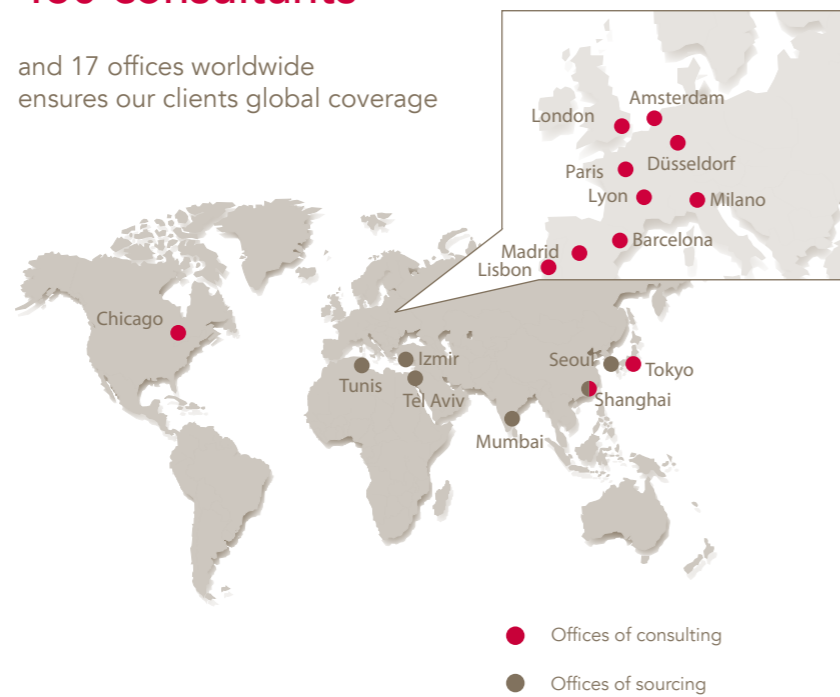 consultants
and 17 offices worldwide
ensures our clients global coverage
London
Amsterdam
Paris
Düsseldorf
Lyon
Milano
Barcelona
Madrid
Lisbon
Chicago
Izmir
Tunis
Tel Aviv
Seoul
Tokyo
Shanghai
Mumbai
Offices of consulting
Offices of sourcing